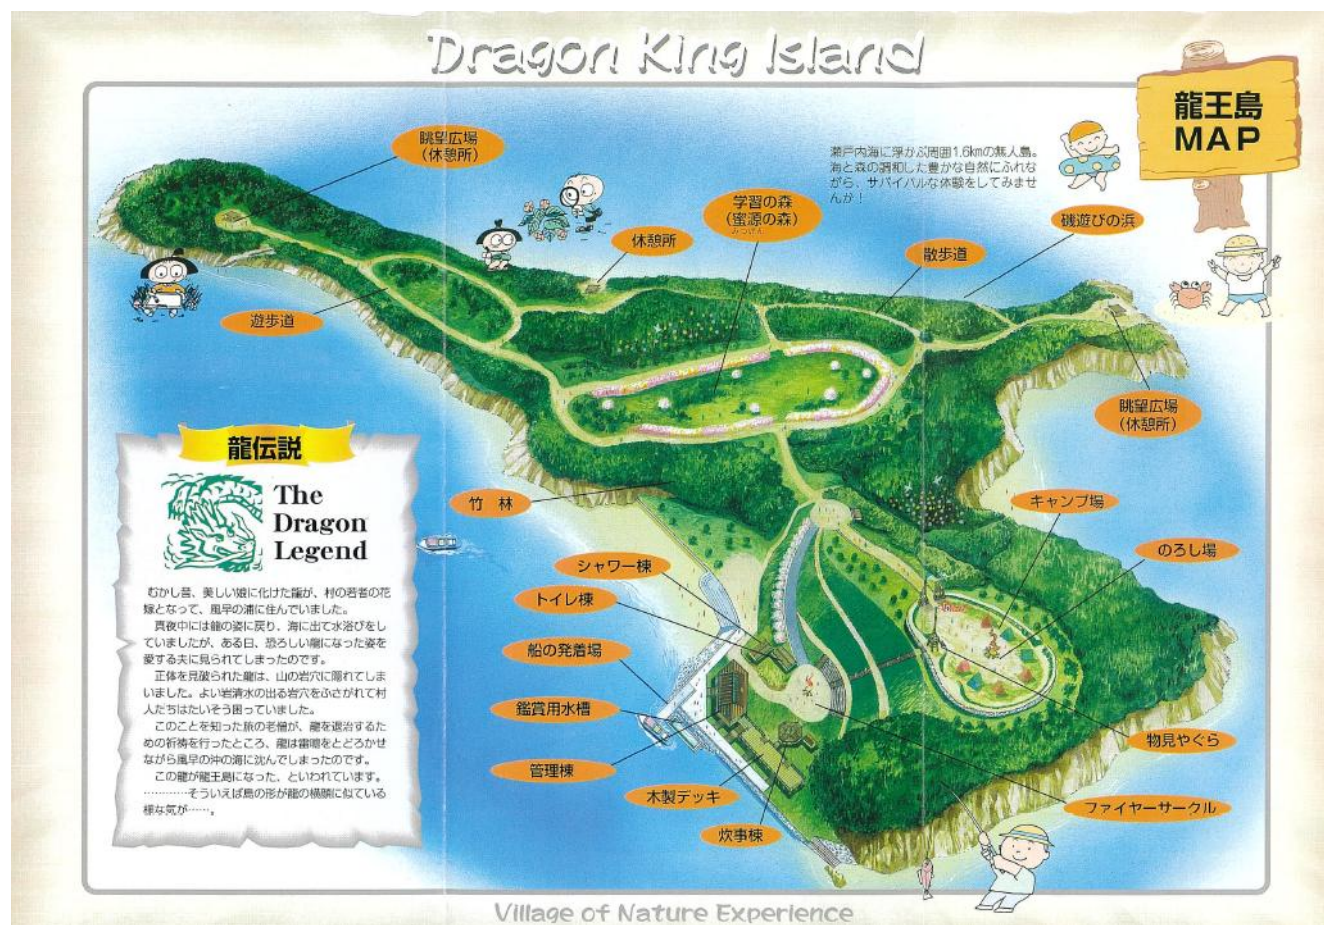 Dragon King Island
龍王島
MAP
瀬戸内海に浮かぶ周囲1.6kmの無人島。
海と森の調和した豊かな自然にふれな
がら、サバイバルな体験をしてみませ
んか！
眺望広場
(休憩所)
学習の森
(蜜源の森)
みつげん
休憩所
散歩道
磯遊びの浜
遊歩道
眺望広場
(休憩所)
竹 林
キャンプ場
のろし場
シャワー棟
トイレ棟
船の発着場
鑑賞用水槽
管理棟
木製デッキ
炊事棟
物見やぐら
ファイヤーサークル
龍伝説
The
Dragon
Legend
むかし昔、美しい娘に化けた龍が、村の若者の花
嫁となって、風早の浦に住んでいました。
真夜中には龍の姿に戻り、海に出て水浴びをし
ていましたが、ある日、恐ろしい龍になった姿を
愛する夫に見られてしまったのです。
正体を見破られた龍は、山の岩穴に隠れてしま
いました。よい岩清水の出る岩穴をふさがれて村
人たちはたいそう困っていました。
このことを知った旅の老僧が、龍を退治するた
めの祈祷を行ったところ、龍は雷鳴をとどろかせ
ながら風早の沖の海に沈んでしまったのです。
この龍が龍王島になった、といわれています。
…………そういえば島の形が龍の横顔に似ている
様な気が……。
Village of Nature Experience